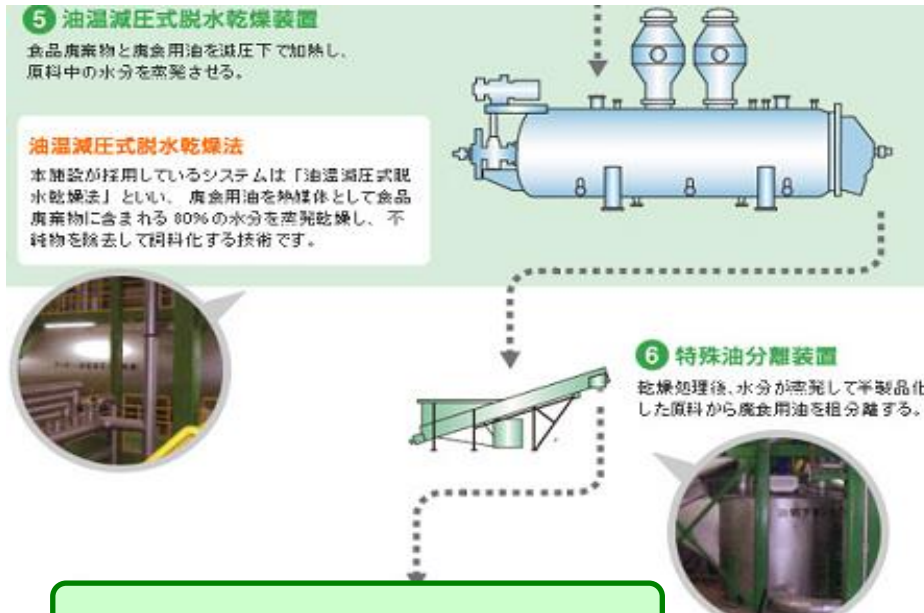 5 油温減圧式脱水乾燥装置
食品廃棄物と廃食用油を減圧下で加熱し、
原料中の水分を蒸発させる。
油温減圧式脱水乾燥法
本施設が採用しているシステムは「油温減圧式脱
水乾燥法」といい、 廃食用油を熱媒体として食品
廃棄物に含まれる 80%の水分を蒸発乾燥し、 不
純物を除去して飼料化する技術です。
6 特殊油分離装置
乾燥処理後、水分が蒸発して半製品化
した原料から廃食用油を粗分離する。